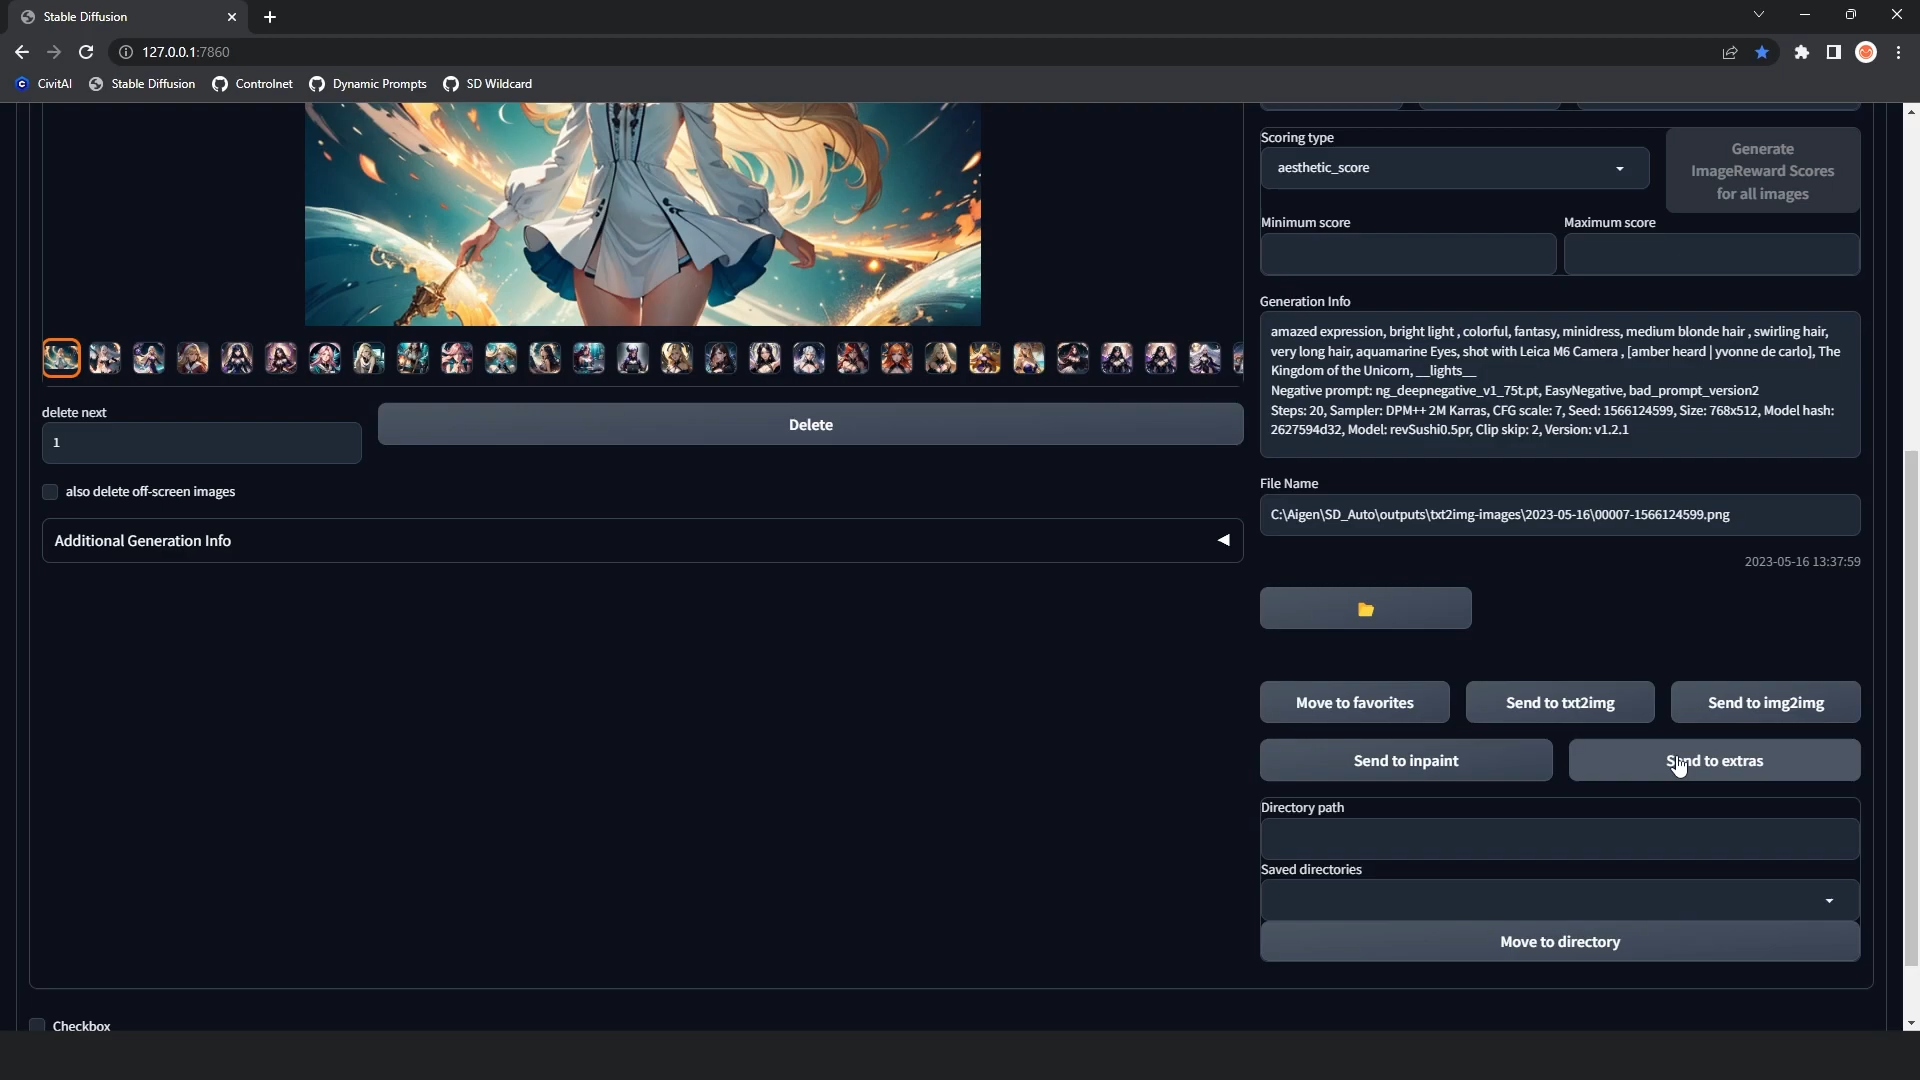 Stable Diffusion
127.0.0.1:7860
CivitAI Stable Diffusion Controlnet Dynamic Prompts SD Wildcard
Scoring type
aesthetic_score
Generate
ImageReward Scores
for all images
Minimum score Maximum score
Generation Info
amazed expression, bright light , colorful, fantasy, minidress, medium blonde hair , swirling hair,
very long hair, aquamarine Eyes, shot with Leica M6 Camera , [amber heard | yvonne de carlo], The
Kingdom of the Unicorn, __lights__
Negative prompt: ng_deepnegative_v1_75t.pt, EasyNegative, bad_prompt_version2
Steps: 20, Sampler: DPM++ 2M Karras, CFG scale: 7, Seed: 1566124599, Size: 768x512, Model hash:
2627594d32, Model: revSushi0.5pr, Clip skip: 2, Version: v1.2.1
delete next
1
Delete
also delete off-screen images
Additional Generation Info
File Name
C:\Aigen\SD_Auto\outputs\txt2img-images\2023-05-16\00007-1566124599.png
2023-05-16 13:37:59
Move to favorites Send to txt2img Send to img2img
Send to inpaint Send to extras
Directory path
Saved directories
Move to directory
Checkbox